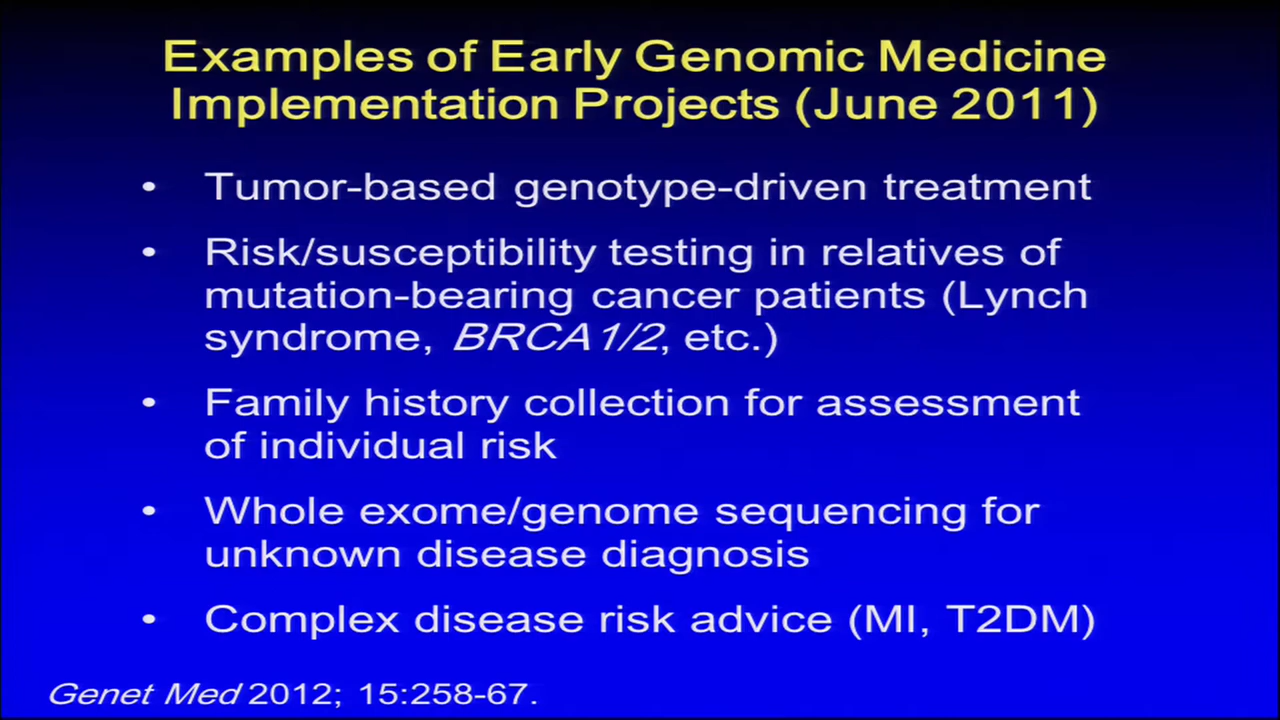 Examples of Early Genomic Medicine
Implementation Projects (June 2011)
• Tumor-based genotype-driven treatment
• Risk/susceptibility testing in relatives of
mutation-bearing cancer patients (Lynch
syndrome, BRCA1/2, etc.)
• Family history collection for assessment
of individual risk
• Whole exome/genome sequencing for
unknown disease diagnosis
• Complex disease risk advice (MI, T2DM)
Genet Med 2012; 15:258-67.